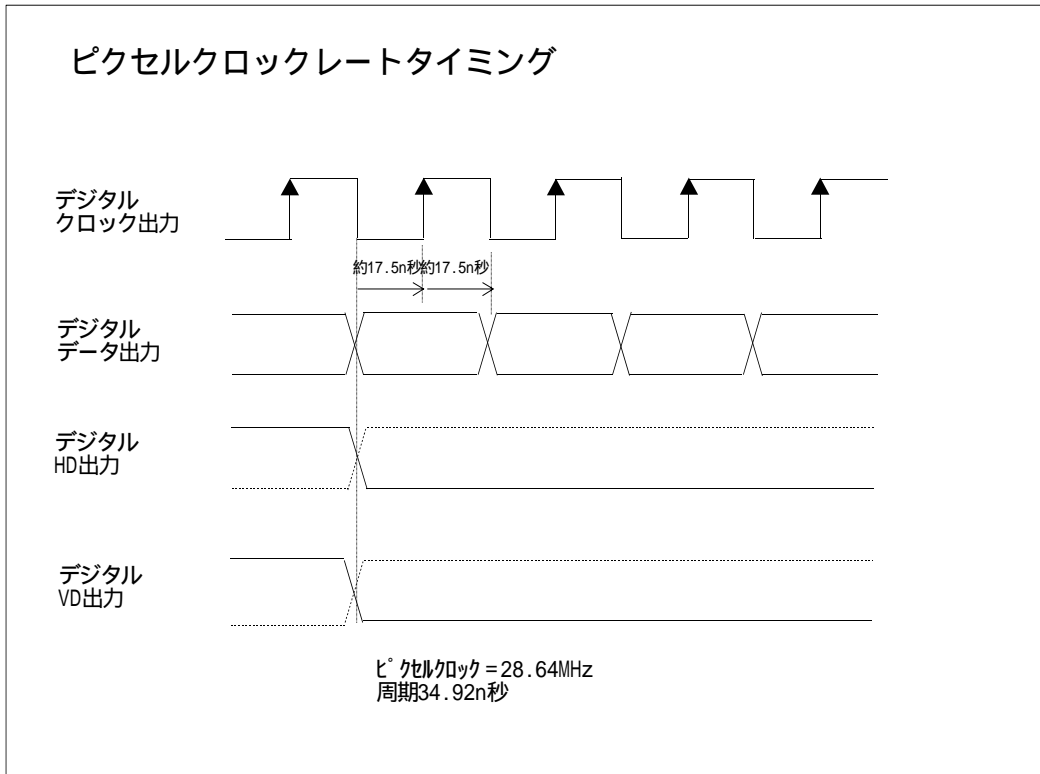 ピクセルクロックレートタイミング
デジタル
クロック出力
約17.5n秒約17.5n秒
デジタル
データ出力
デジタル
HD出力
デジタル
VD出力
ﾋﾟｸｾﾙｸﾛｯｸ=28.64MHz
周期34.92n秒